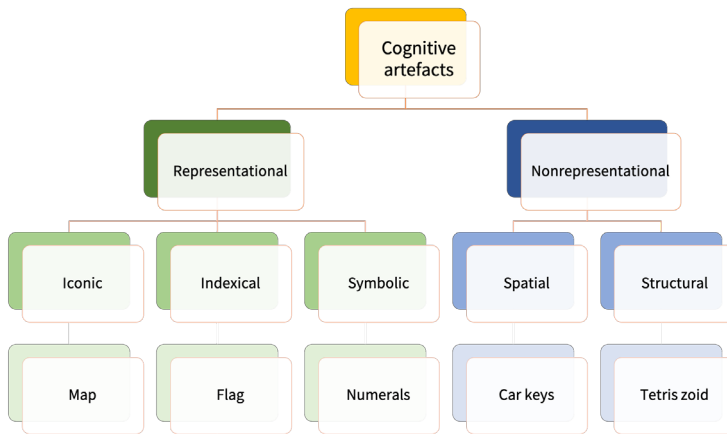 Cognitive
artefacts
Representational
Nonrepresentational
Iconic
Indexical
Symbolic
Spatial
Structural
Map
Flag
Numerals
Car keys
Tetris zoid